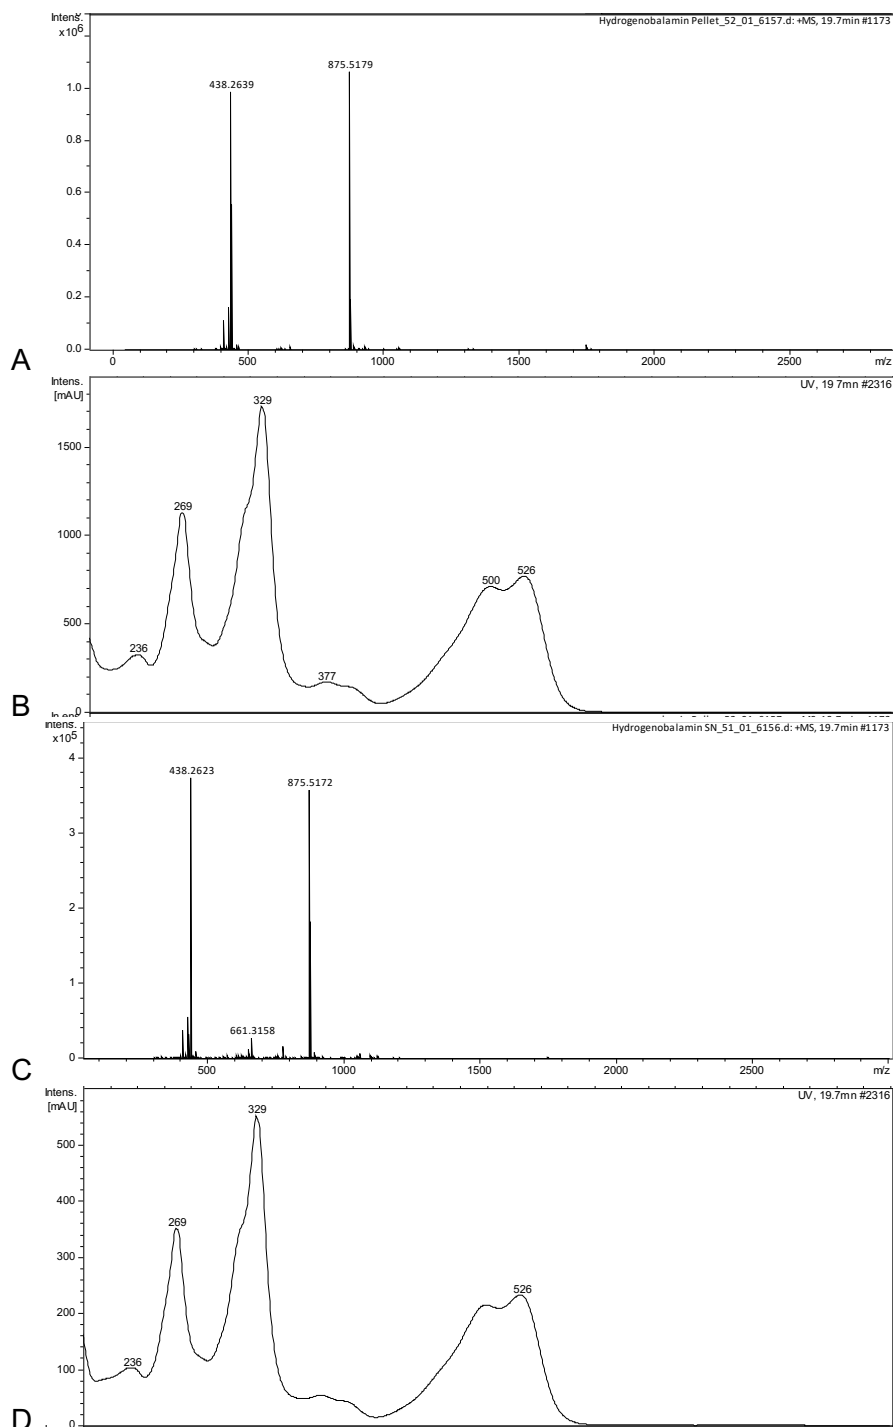 Intens.
x10⁶
Hydrogenobalamin Pellet_52_01_6157.d: +MS, 19.7min #1173
875.5179
438.2639
1.0
0.8
0.6
0.4
0.2
0.0
0 500 1000 1500 2000 2500 m/z
A
Intens.
[mAU]
UV, 19 7mn #2316
329
1500
269
1000
526
500
500
236
377
0
B
Intens.
x10⁵
Hydrogenobalamin SN_51_01_6156.d: +MS, 19.7min #1173
4
438.2623
875.5172
3
2
1
661.3158
0
500 1000 1500 2000 2500 m/z
C
Intens.
[mAU]
UV, 19.7mn #2316
329
500
400
269
300
526
200
236
100
0
D